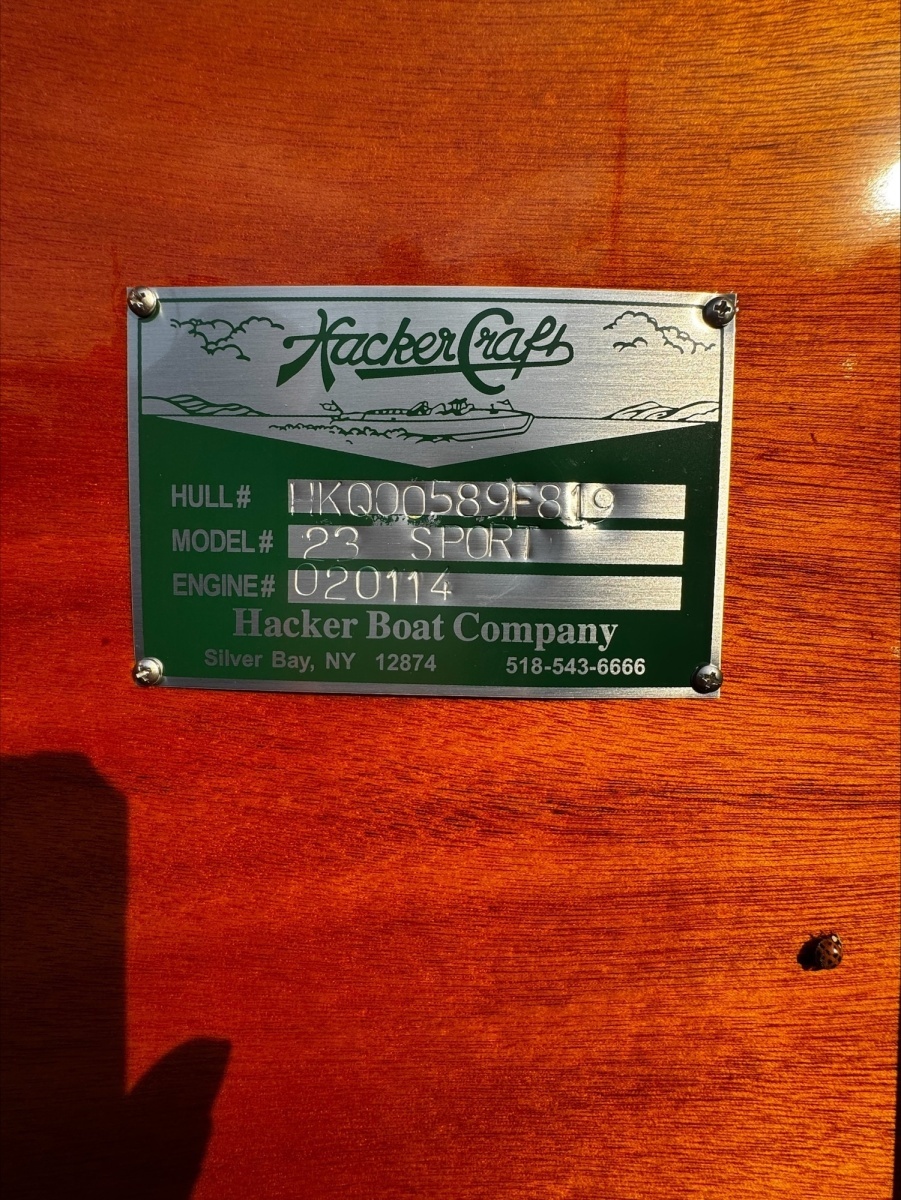 HackerCraft
HULL# HKQ00589F819
MODEL# 23 SPORT
ENGINE# 020114
Hacker Boat Company
Silver Bay, NY 12874 518-543-6666